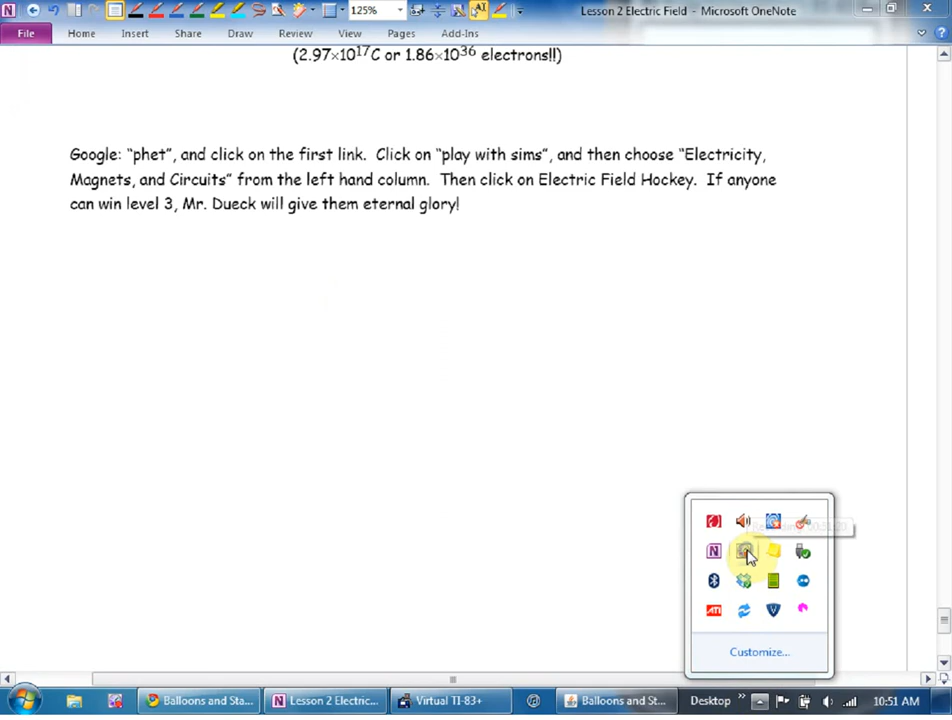 125%
Lesson 2 Electric Field - Microsoft OneNote
File Home Insert Share Draw Review View Pages Add-Ins
(2.97×10¹⁷C or 1.86×10³⁶ electrons!!)
Google: “phet”, and click on the first link. Click on “play with sims”, and then choose “Electricity,
Magnets, and Circuits” from the left hand column. Then click on Electric Field Hockey. If anyone
can win level 3, Mr. Dueck will give them eternal glory!
ATI
Customize...
Balloons and Sta... Lesson 2 Electric... Virtual TI-83+ Balloons and St... Desktop 10:51 AM